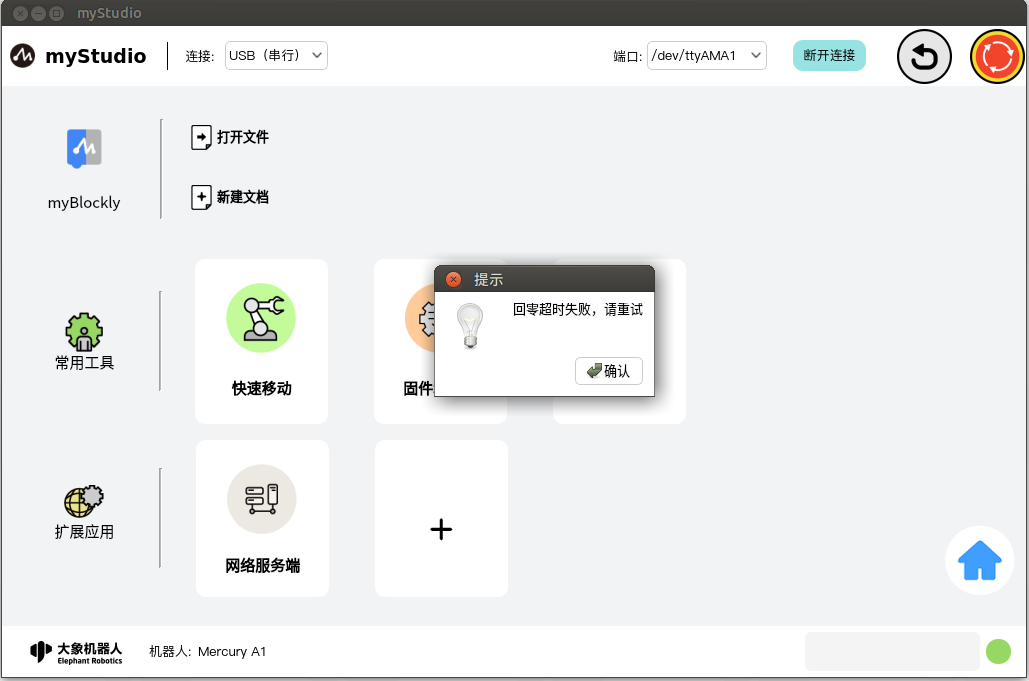 myStudio
myStudio
连接:
USB（串行）
端口:
/dev/ttyAMA1
断开连接
myBlockly
打开文件
新建文档
提示
回零超时失败，请重试
确认
常用工具
快速移动
固件
扩展应用
网络服务端
大象机器人
Elephant Robotics
机器人: Mercury A1